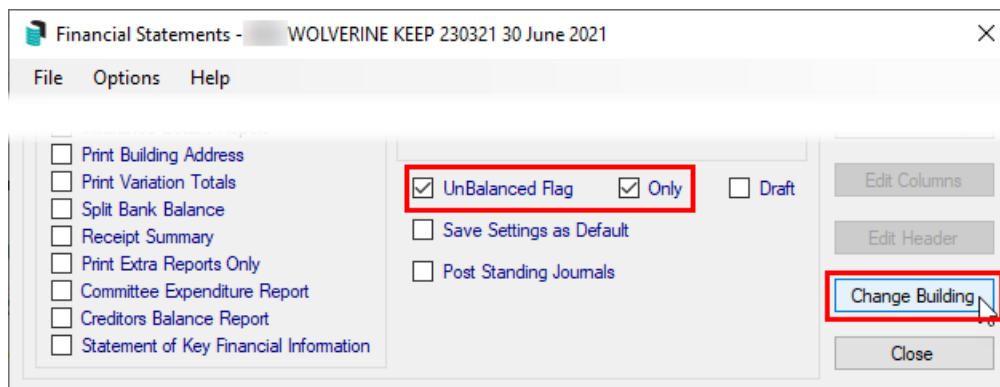 Financial Statements - WOLVERINE KEEP 230321 30 June 2021
File Options Help
Print Building Address
Print Variation Totals
Split Bank Balance
Receipt Summary
Print Extra Reports Only
Committee Expenditure Report
Creditors Balance Report
Statement of Key Financial Information
UnBalanced Flag Only Draft
Save Settings as Default
Post Standing Journals
Edit Columns
Edit Header
Change Building
Close